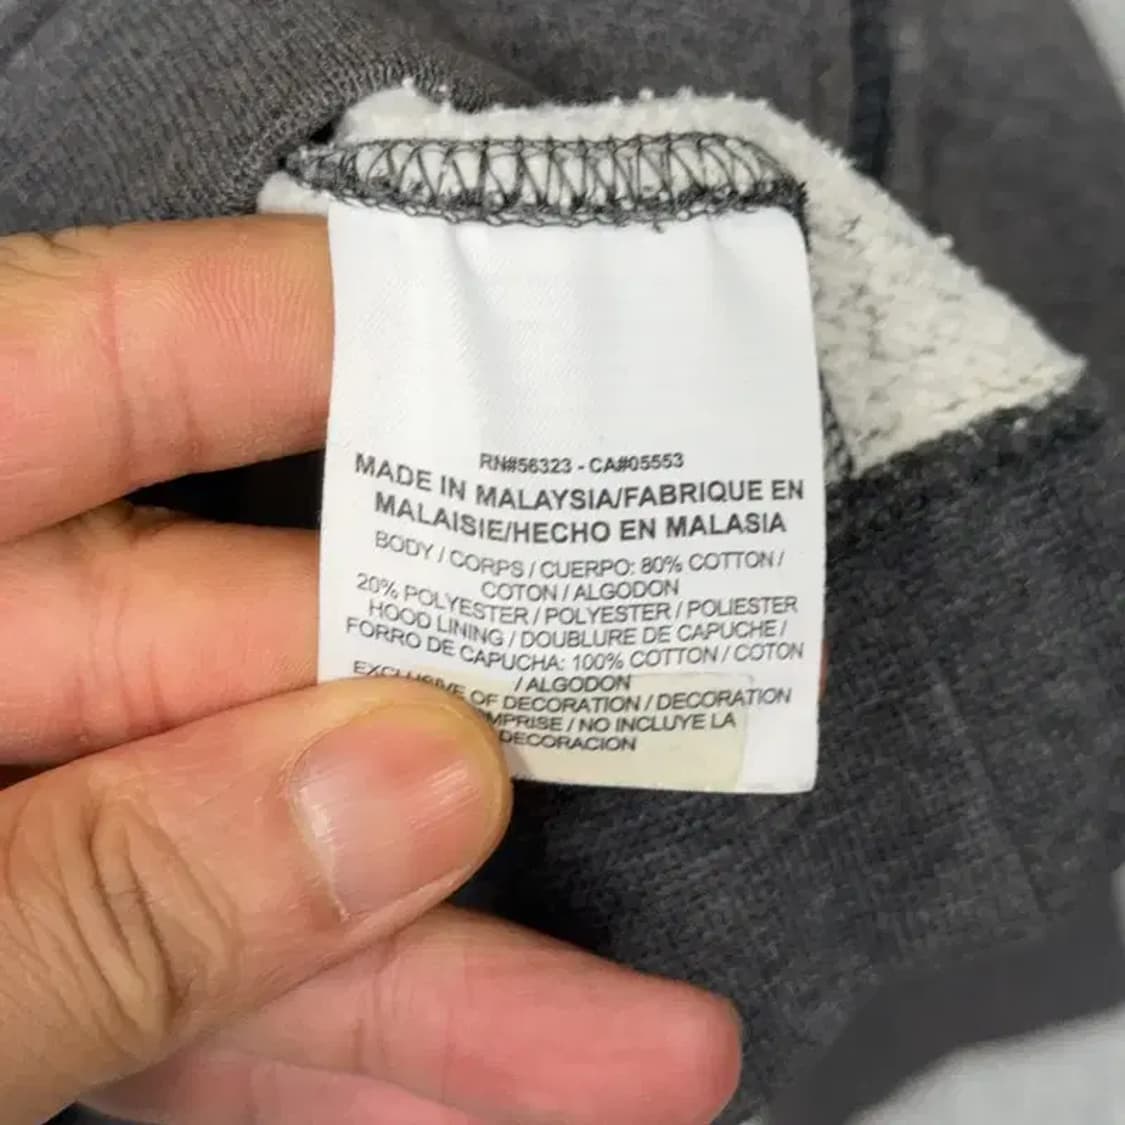 RN#56323 - CA#05553
MADE IN MALAYSIA/FABRIQUE EN
MALAISIE/HECHO EN MALASIA
BODY / CORPS / CUERPO: 80% COTTON /
COTON / ALGODON
20% POLYESTER / POLYESTER / POLIESTER
HOOD LINING / DOUBLURE DE CAPUCHE /
FORRO DE CAPUCHA: 100% COTTON / COTON
/ ALGODON
EXCLUSIVE OF DECORATION / DECORATION
/ NO INCLUYE LA
DECORACION